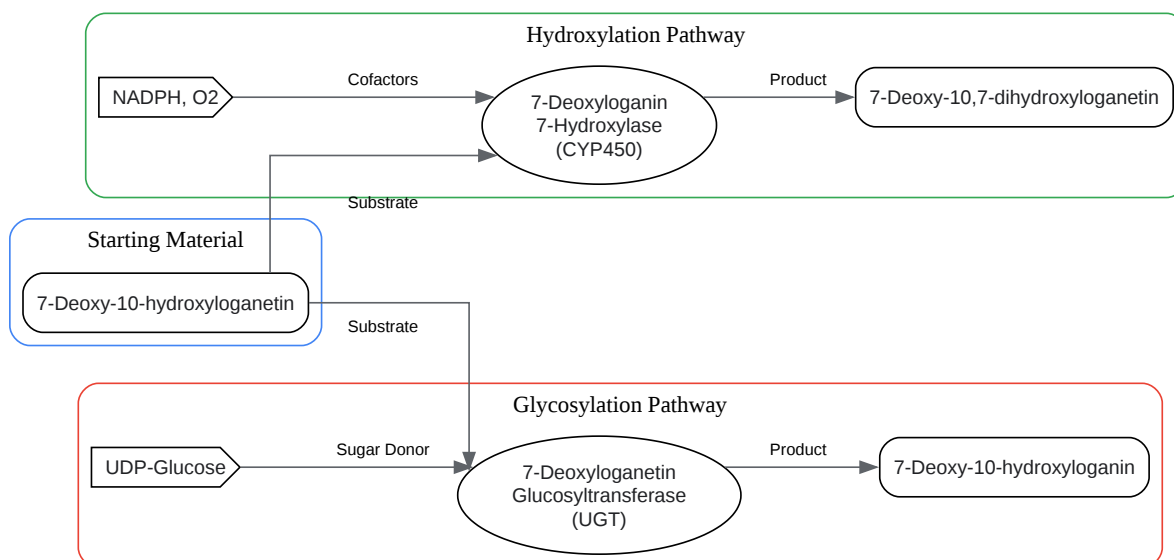 Hydroxylation Pathway
NADPH, O2
Cofactors
7-Deoxyloganin
7-Hydroxylase
(CYP450)
Product
7-Deoxy-10,7-dihydroxyloganetin
Substrate
Starting Material
7-Deoxy-10-hydroxyloganetin
Substrate
Glycosylation Pathway
UDP-Glucose
Sugar Donor
7-Deoxyloganetin
Glucosyltransferase
(UGT)
Product
7-Deoxy-10-hydroxyloganin